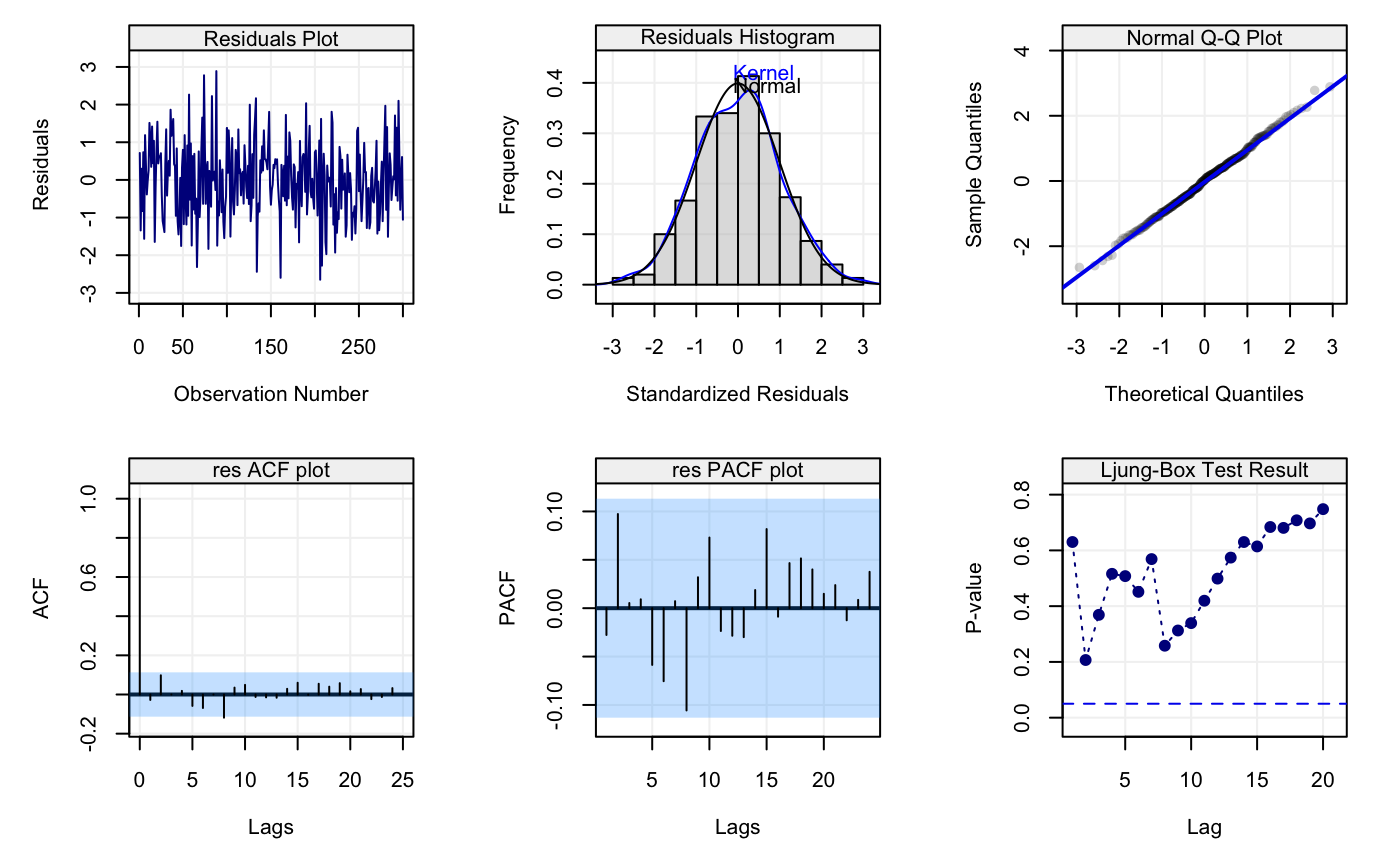 Residuals Plot
Residuals
3
2
1
0
-1
-2
-3
0 50 150 250
Observation Number
Residuals Histogram
Kernel
Normal
Frequency
0.4
0.3
0.2
0.1
0.0
-3 -2 -1 0 1 2 3
Standardized Residuals
Normal Q-Q Plot
Sample Quantiles
4
2
0
-2
-3 -2 -1 0 1 2 3
Theoretical Quantiles
res ACF plot
ACF
1.0
0.6
0.2
-0.2
0 5 10 15 20 25
Lags
res PACF plot
PACF
0.10
0.00
-0.10
5 10 15 20
Lags
Ljung-Box Test Result
P-value
0.8
0.6
0.4
0.2
0.0
5 10 15 20
Lag